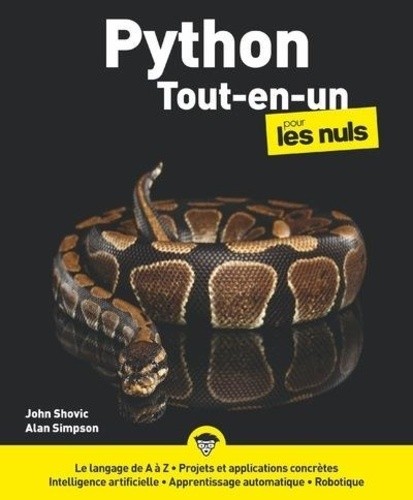 Python
Tout-en-un
pour
les nuls
John Shovic
Alan Simpson
Le langage de A à Z • Projets et applications concrètes
Intelligence artificielle • Apprentissage automatique • Robotique